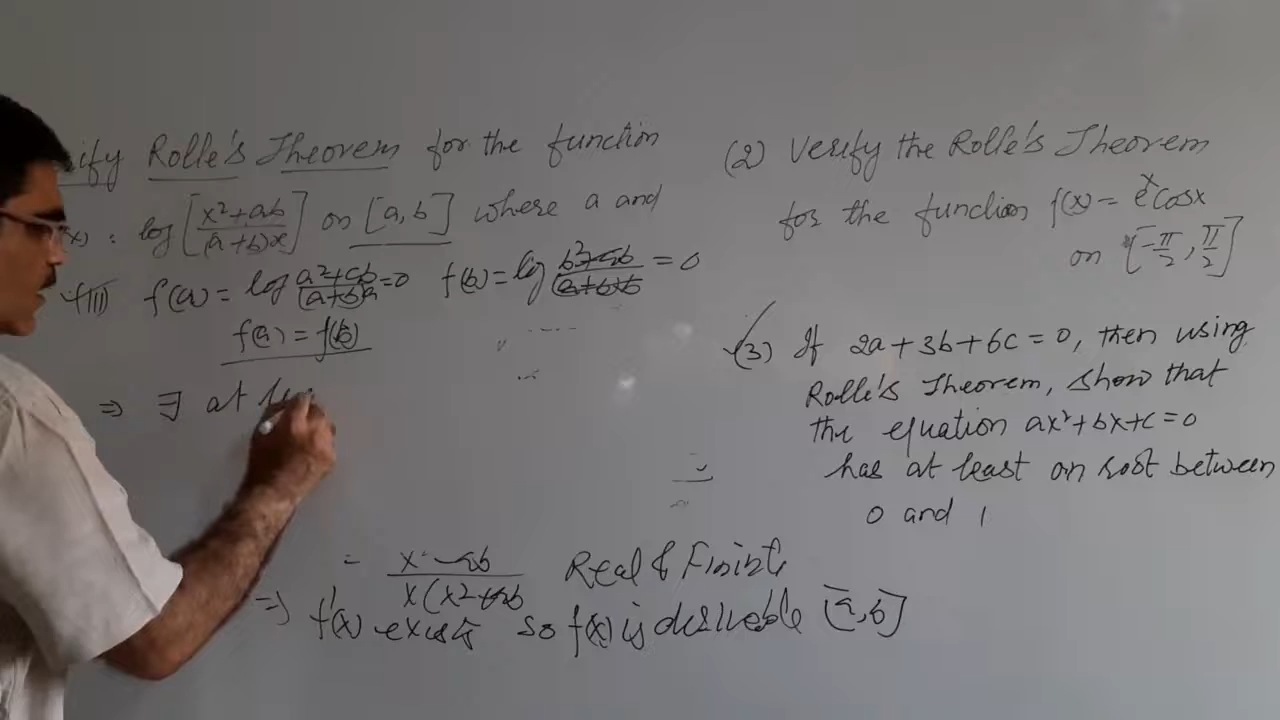 ify Rolle's Theorem for the function
x) : log [x²+ab / (a+b)x] on [a,b] where a and
(III) f(a) = log a²+ab / (a+b)a = 0 f(b) = log b²+ab / (a+b)b = 0
f(a) = f(b)
⇒ ∃ at
= x²-ab / x(x²+ab Real & Finite
⇒ f'(x) exists so f(x) is derivable [a,b]
(2) Verify the Rolle's Theorem
for the function f(x) = eˣcosx
on [-π/2, π/2]
(3) If 2a+3b+6c=0, then using
Rolle's Theorem, show that
the equation ax²+bx+c=0
has at least on root between
0 and 1